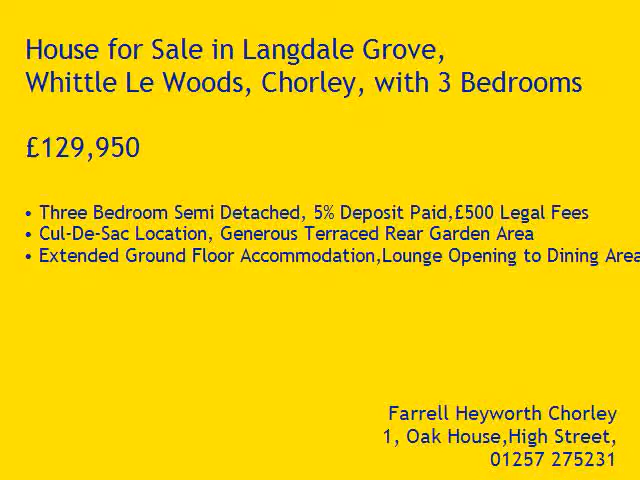 House for Sale in Langdale Grove,
Whittle Le Woods, Chorley, with 3 Bedrooms
£129,950
• Three Bedroom Semi Detached, 5% Deposit Paid,£500 Legal Fees
• Cul-De-Sac Location, Generous Terraced Rear Garden Area
• Extended Ground Floor Accommodation,Lounge Opening to Dining Area
Farrell Heyworth Chorley
1, Oak House,High Street,
01257 275231